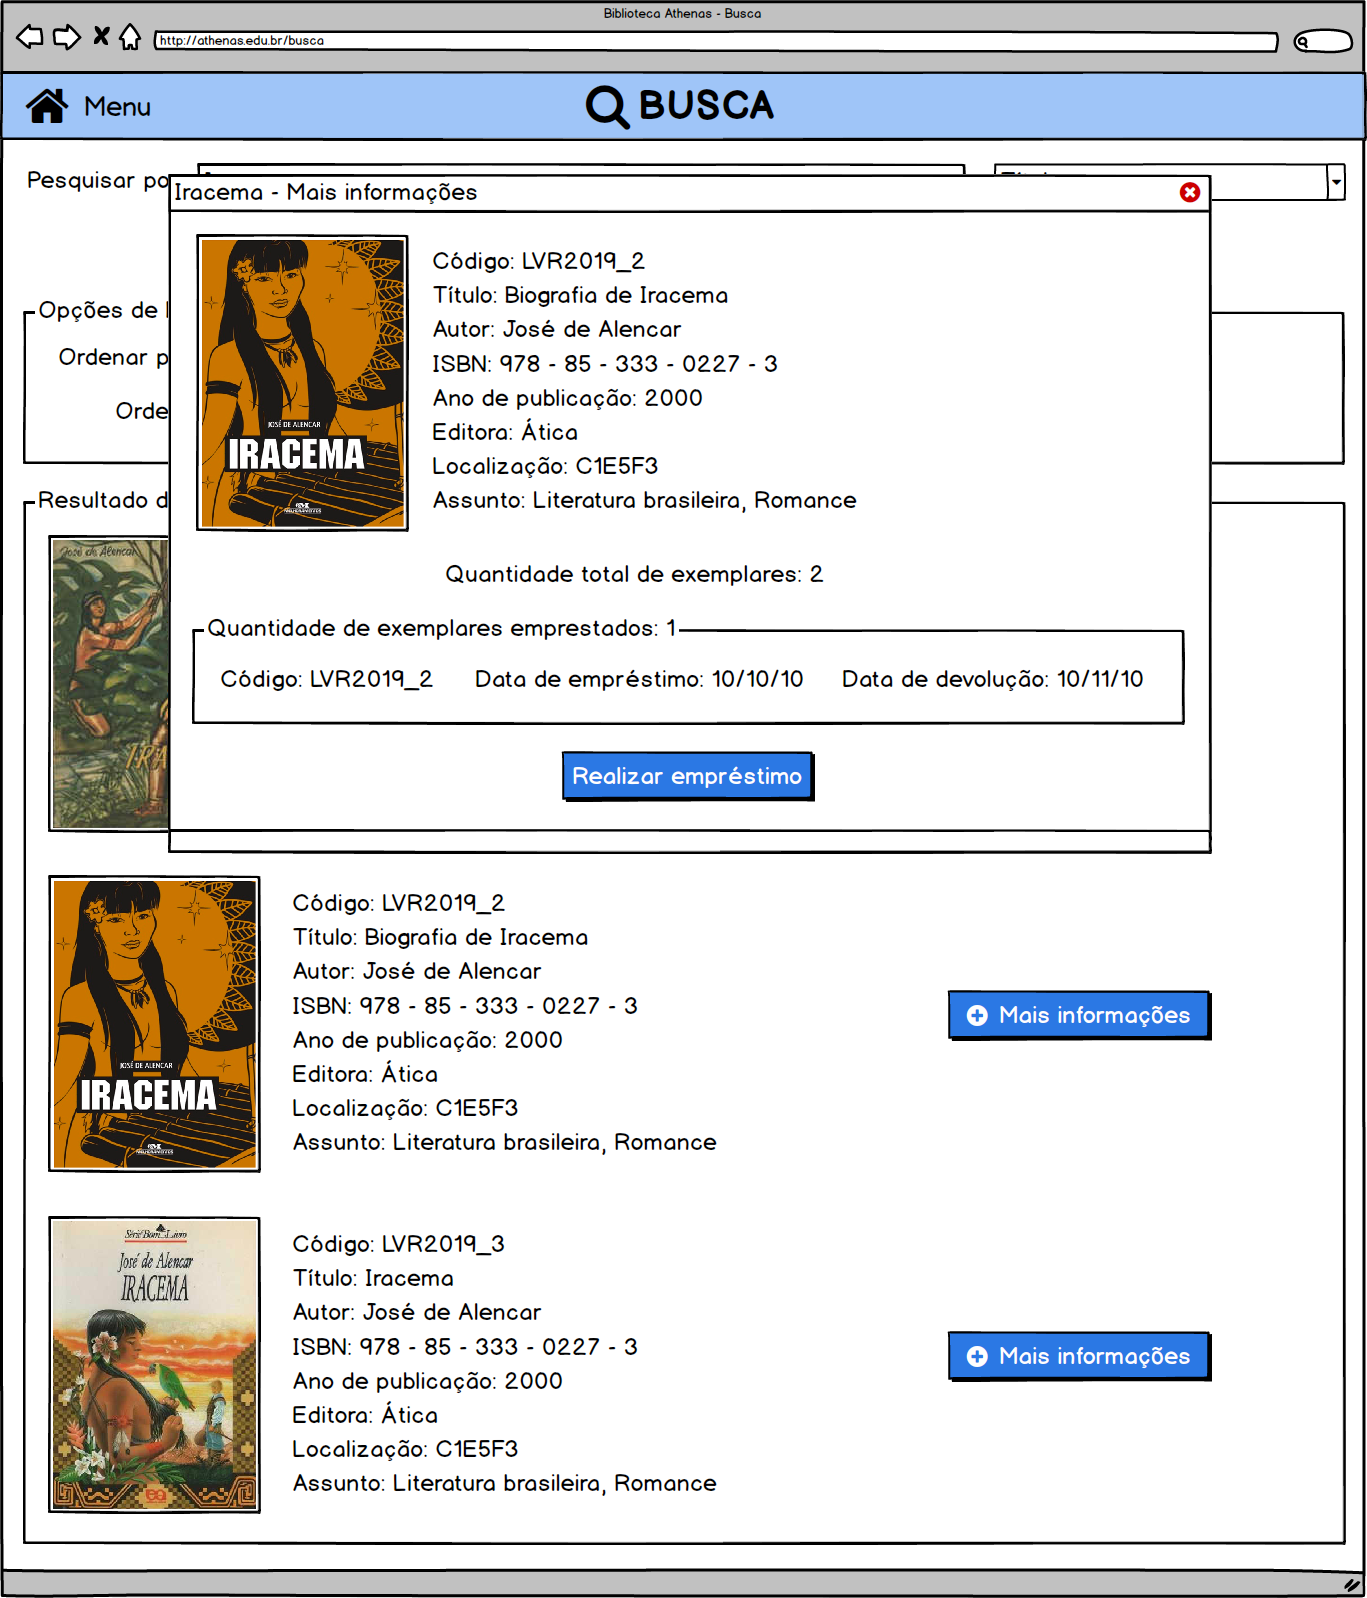 Biblioteca Athenas - Busca
http://athenas.edu.br/busca
Menu
BUSCA
Pesquisar po
Iracema - Mais informações
JOSÉ DE ALENCAR
IRACEMA
MELHORAMENTOS
Código: LVR2019_2
Título: Biografia de Iracema
Autor: José de Alencar
ISBN: 978 - 85 - 333 - 0227 - 3
Ano de publicação: 2000
Editora: Ática
Localização: C1E5F3
Assunto: Literatura brasileira, Romance
Quantidade total de exemplares: 2
Quantidade de exemplares emprestados: 1
Código: LVR2019_2 Data de empréstimo: 10/10/10 Data de devolução: 10/11/10
Realizar empréstimo
Opções de
Ordenar p
Orde
Resultado d
José de Alencar
IRA
JOSÉ DE ALENCAR
IRACEMA
MELHORAMENTOS
Código: LVR2019_2
Título: Biografia de Iracema
Autor: José de Alencar
ISBN: 978 - 85 - 333 - 0227 - 3
Ano de publicação: 2000
Editora: Ática
Localização: C1E5F3
Assunto: Literatura brasileira, Romance
Mais informações
Série Bom Livro
José de Alencar
IRACEMA
Código: LVR2019_3
Título: Iracema
Autor: José de Alencar
ISBN: 978 - 85 - 333 - 0227 - 3
Ano de publicação: 2000
Editora: Ática
Localização: C1E5F3
Assunto: Literatura brasileira, Romance
Mais informações